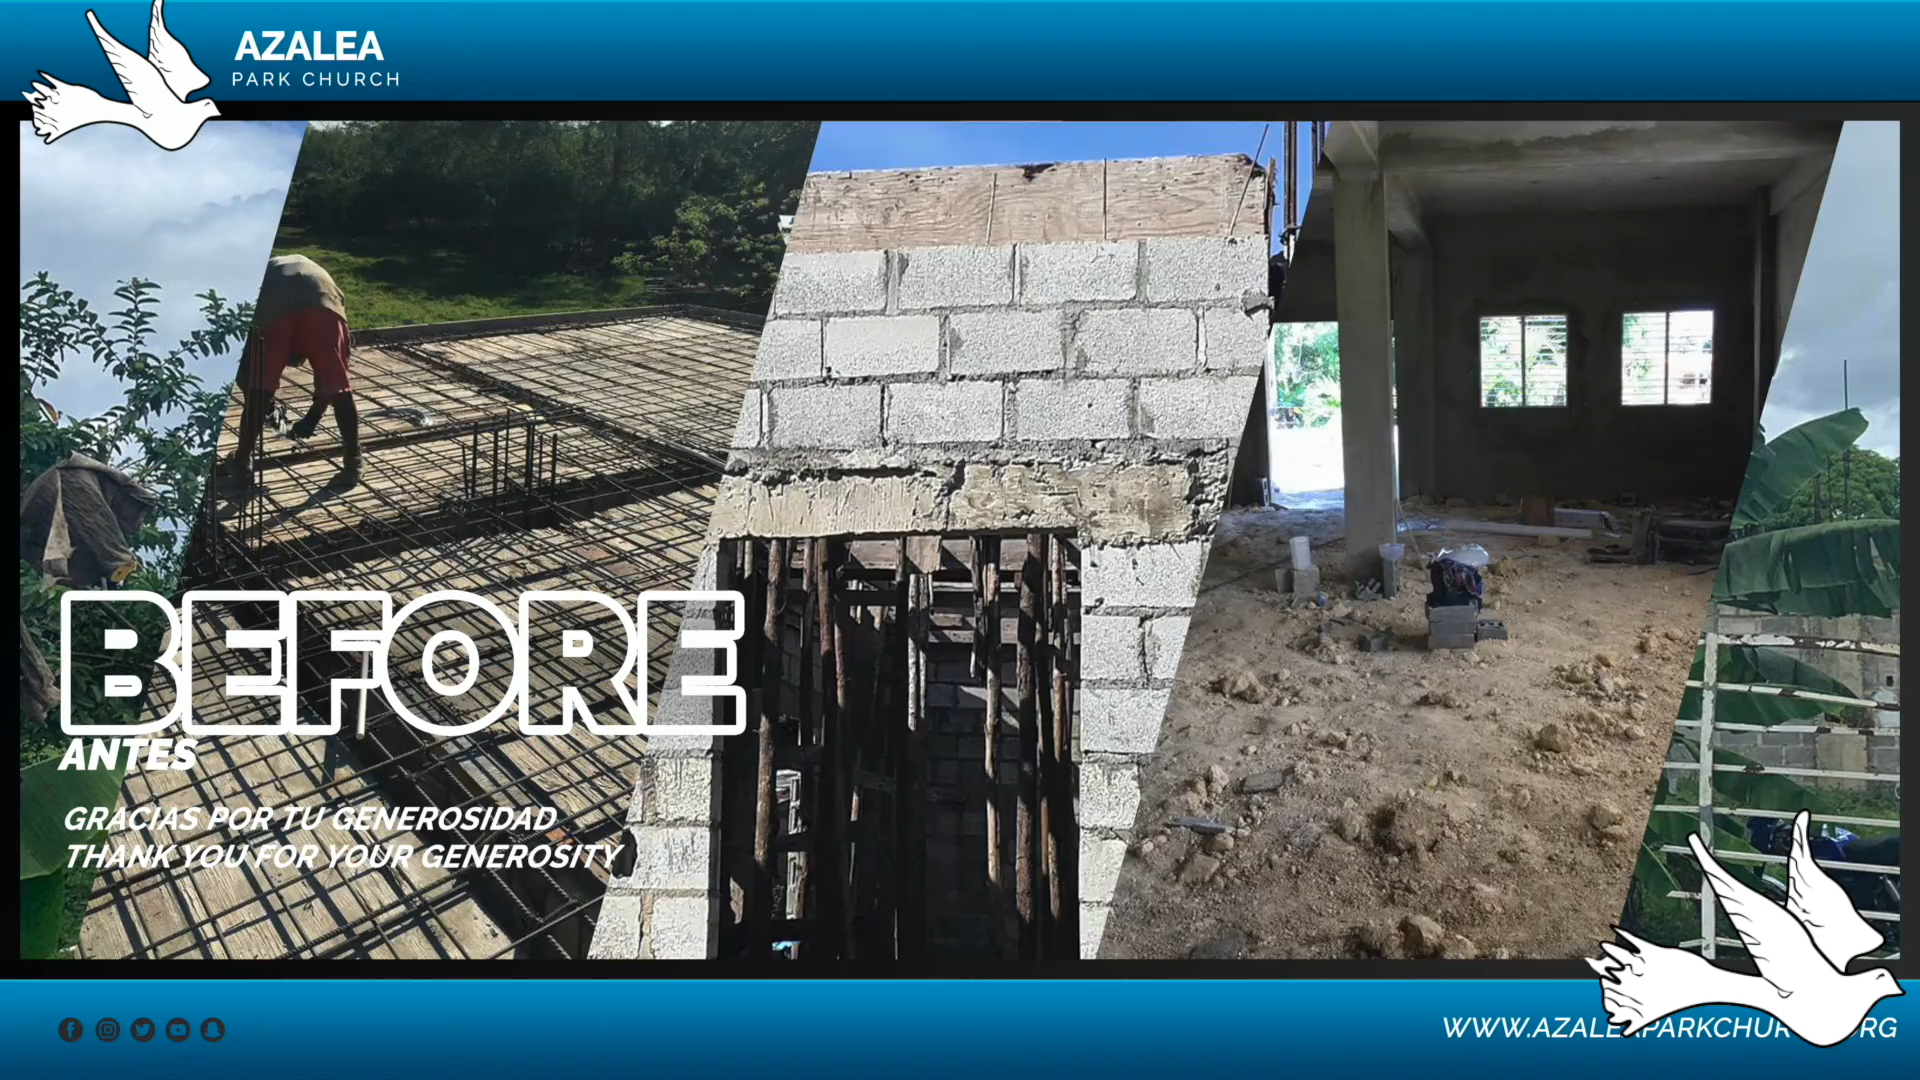 AZALEA
PARK CHURCH
BEFORE
ANTES
GRACIAS POR TU GENEROSIDAD
THANK YOU FOR YOUR GENEROSITY